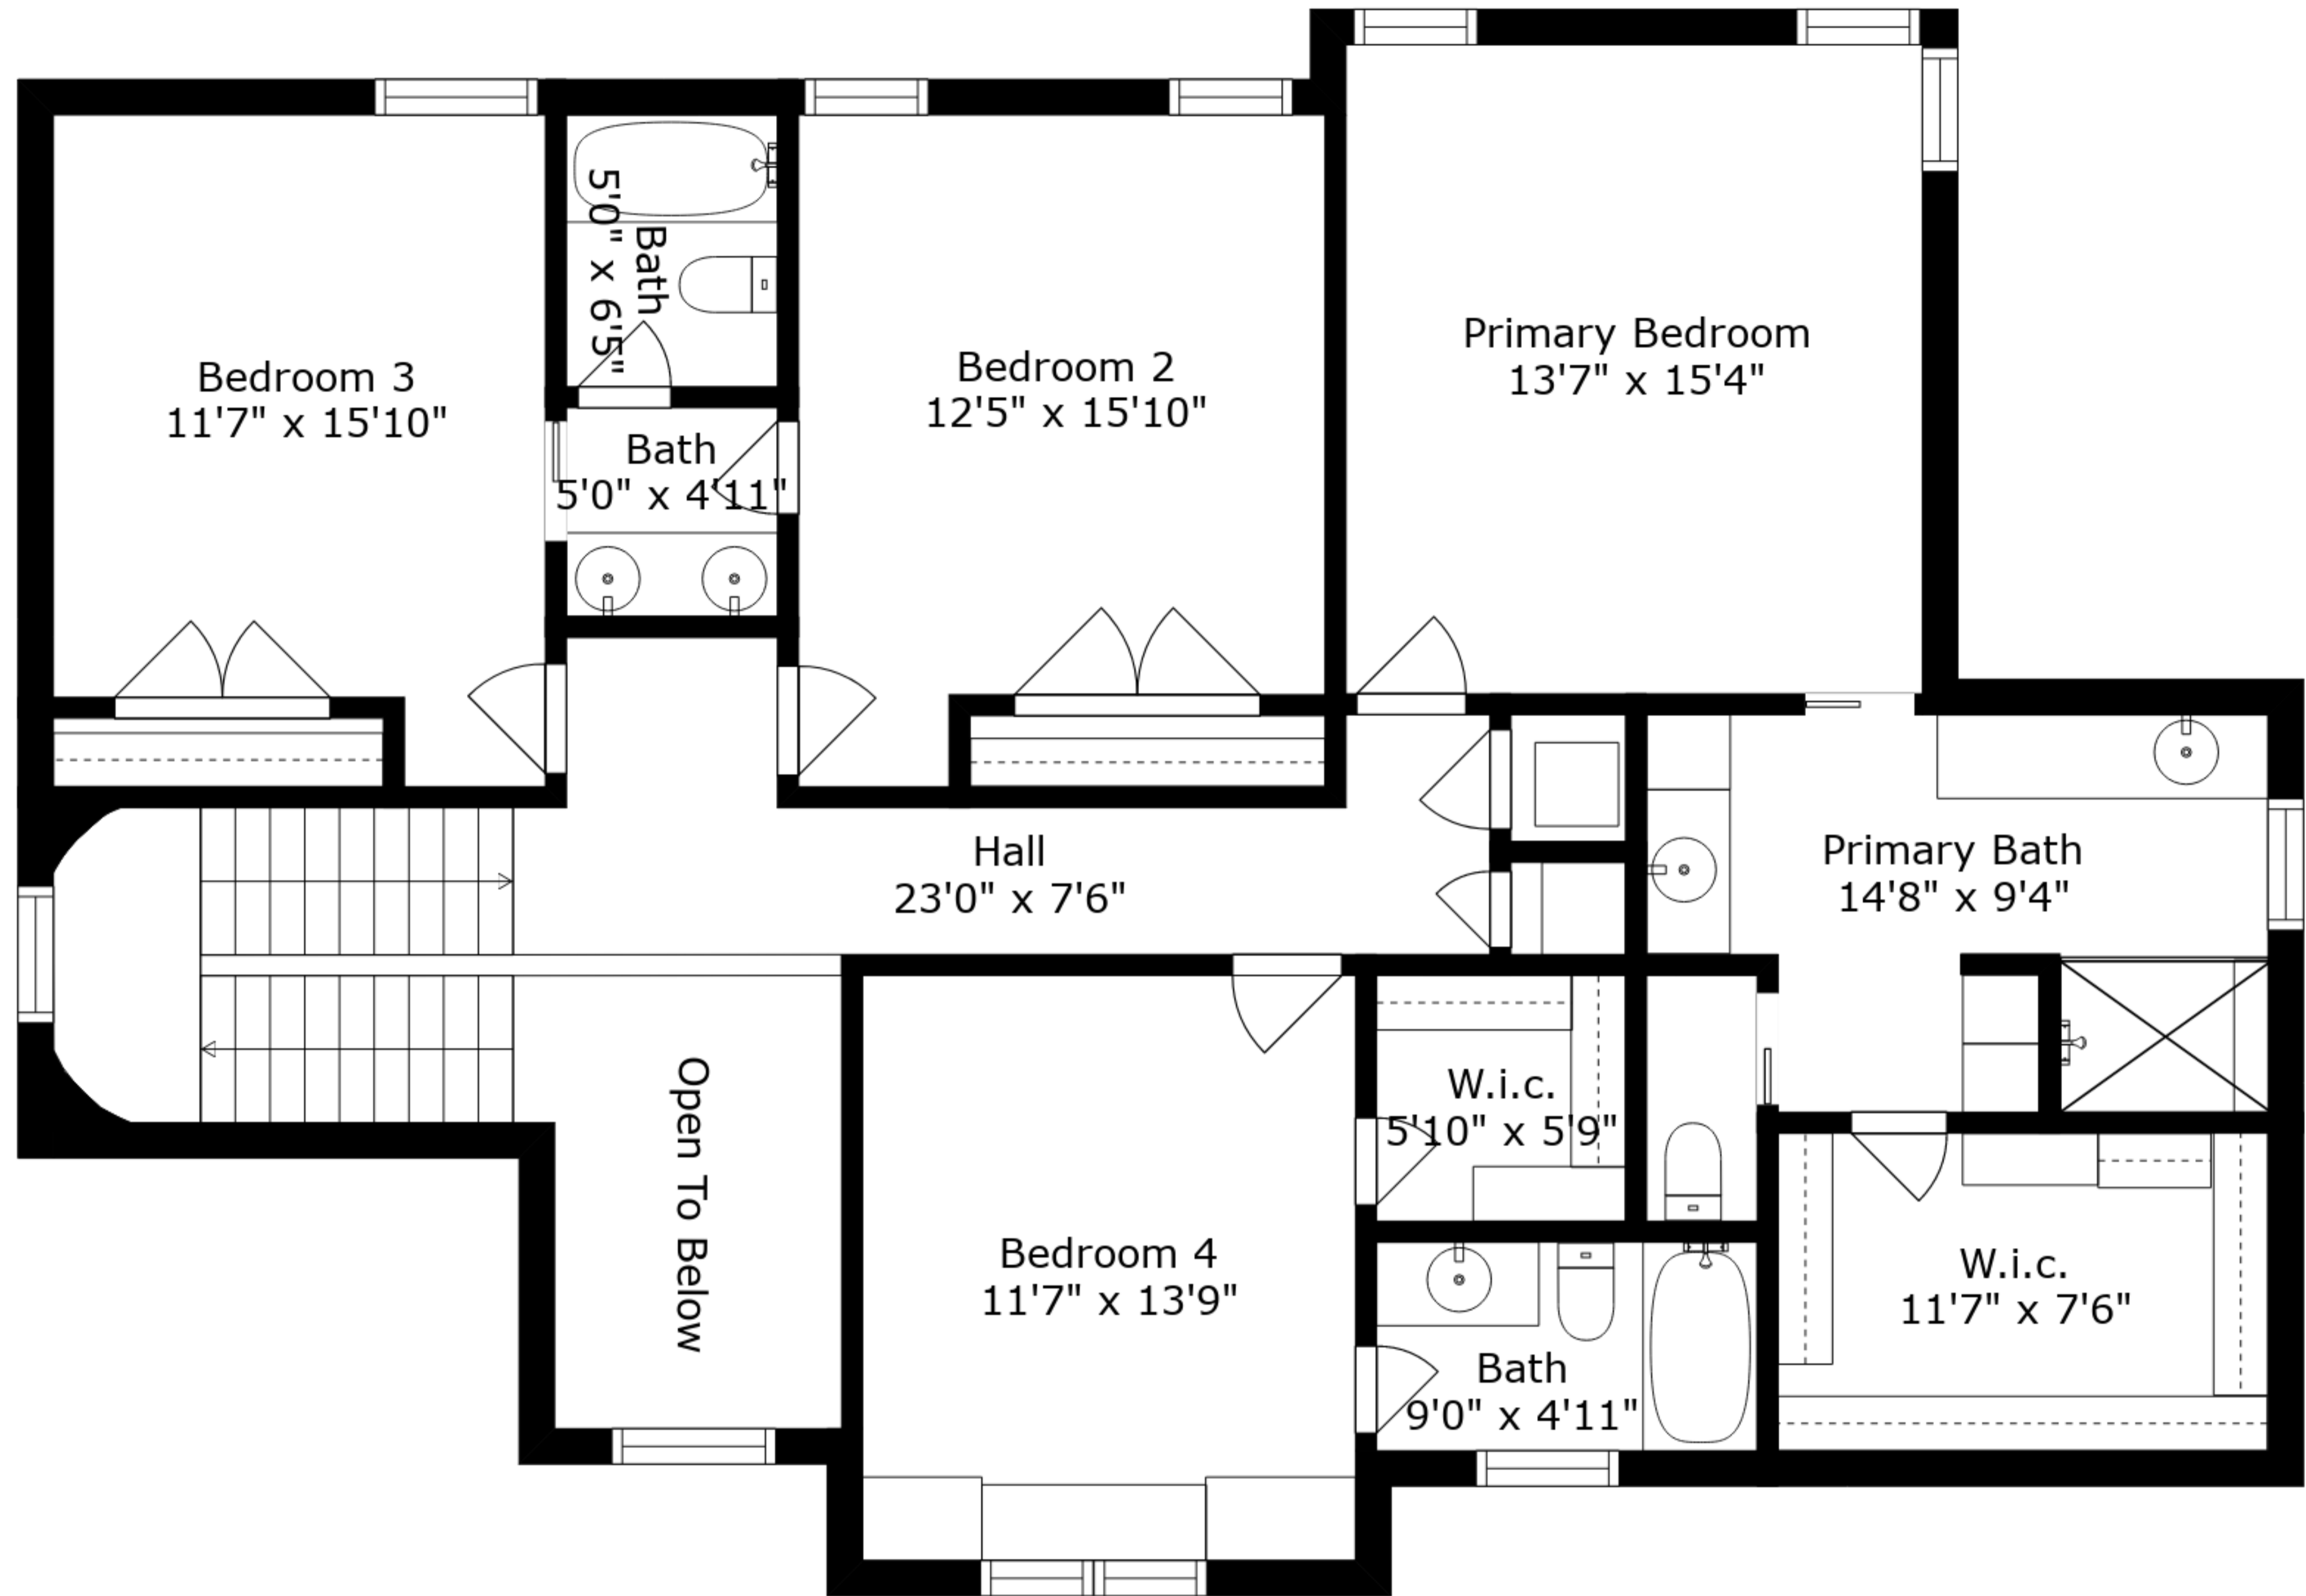 Bath
5'0" x 6'5"
Primary Bedroom
13'7" x 15'4"
Bedroom 3
11'7" x 15'10"
Bedroom 2
12'5" x 15'10"
Bath
5'0" x 4'11"
Hall
23'0" x 7'6"
Primary Bath
14'8" x 9'4"
Open To Below
W.i.c.
5'10" x 5'9"
Bedroom 4
11'7" x 13'9"
W.i.c.
11'7" x 7'6"
Bath
9'0" x 4'11"